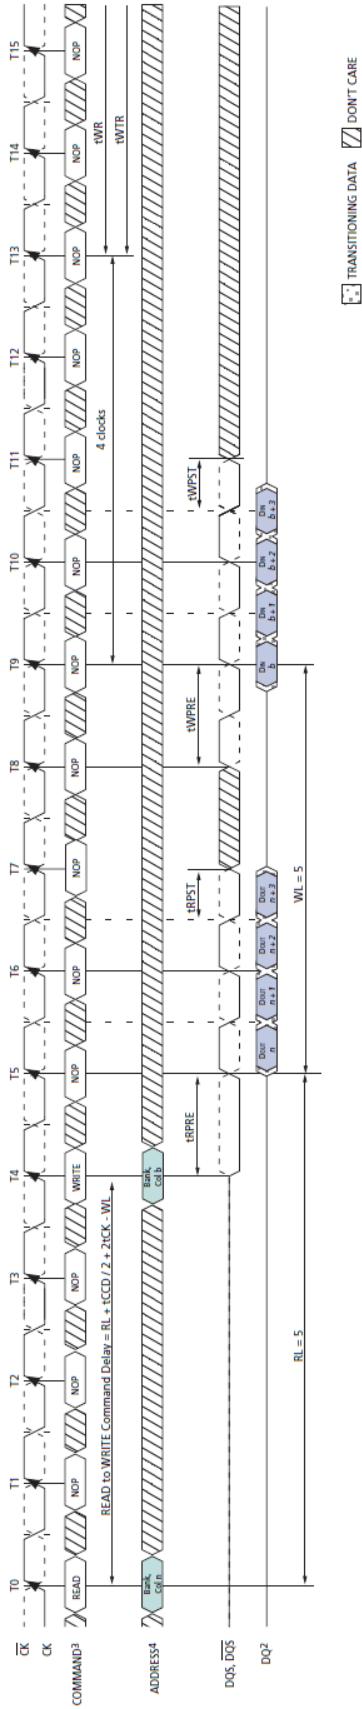 T0 T1 T2 T3 T4 T5 T6 T7 T8 T9 T10 T11 T12 T13 T14 T15
CK
CK
COMMAND3 READ NOP NOP NOP WRITE NOP NOP NOP NOP NOP NOP NOP NOP NOP NOP NOP
READ to WRITE Command Delay = RL + tCCD / 2 + 2tCK - WL
4 clocks
tWR
tWTR
ADDRESS4
Bank,
Col n
Bank,
Col b
tRPRE tRPST tWPRE tWPST
DQS, DQS
DQ2
DOUT
n
DOUT
n + 1
DOUT
n + 2
DOUT
n + 3
DIN
b
DIN
b + 1
DIN
b + 2
DIN
b + 3
RL = 5 WL = 5
TRANSITIONING DATA DON'T CARE